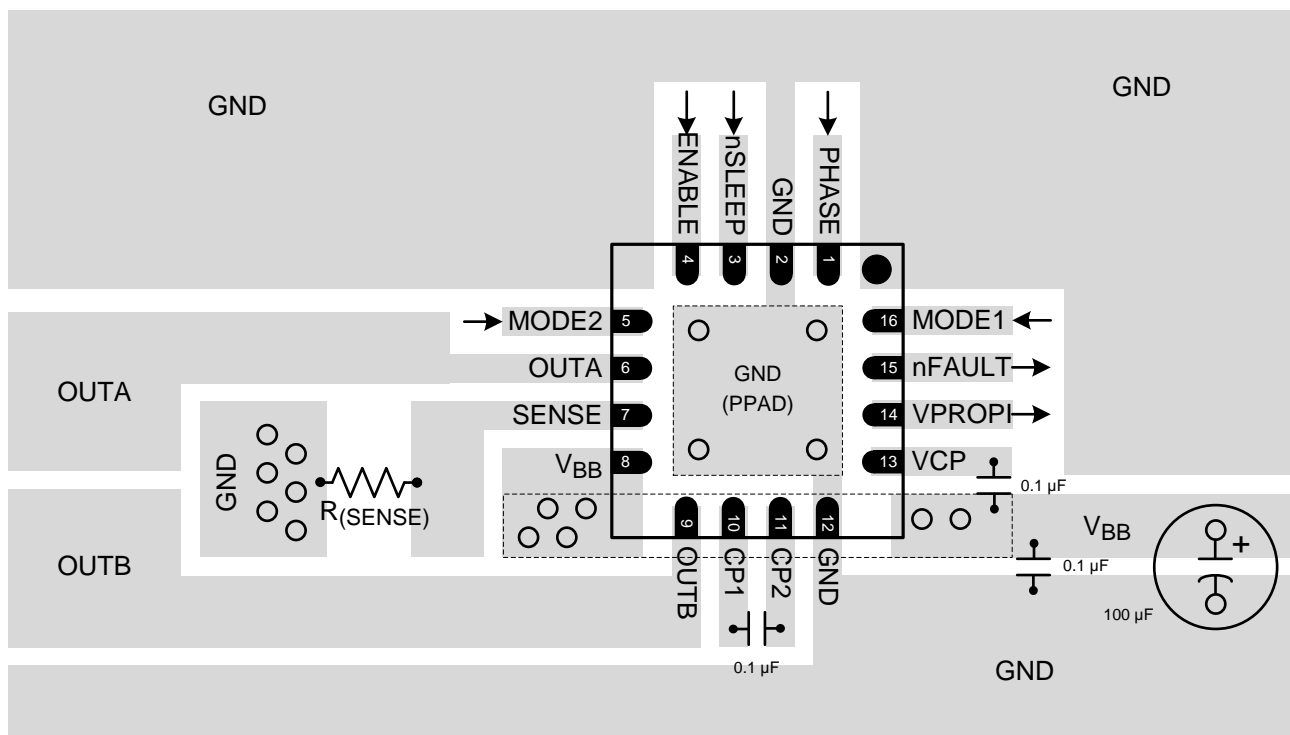 GND
GND
ENABLE
nSLEEP
GND
PHASE
4
3
2
1
MODE2
5
16
MODE1
OUTA
OUTA
6
15
nFAULT
GND
(PPAD)
SENSE
7
14
VPROPI
VBB
8
13
VCP
GND
R(SENSE)
0.1 µF
9
10
11
12
VBB
+
OUTB
0.1 µF
OUTB
CP1
CP2
GND
100 µF
0.1 µF
GND